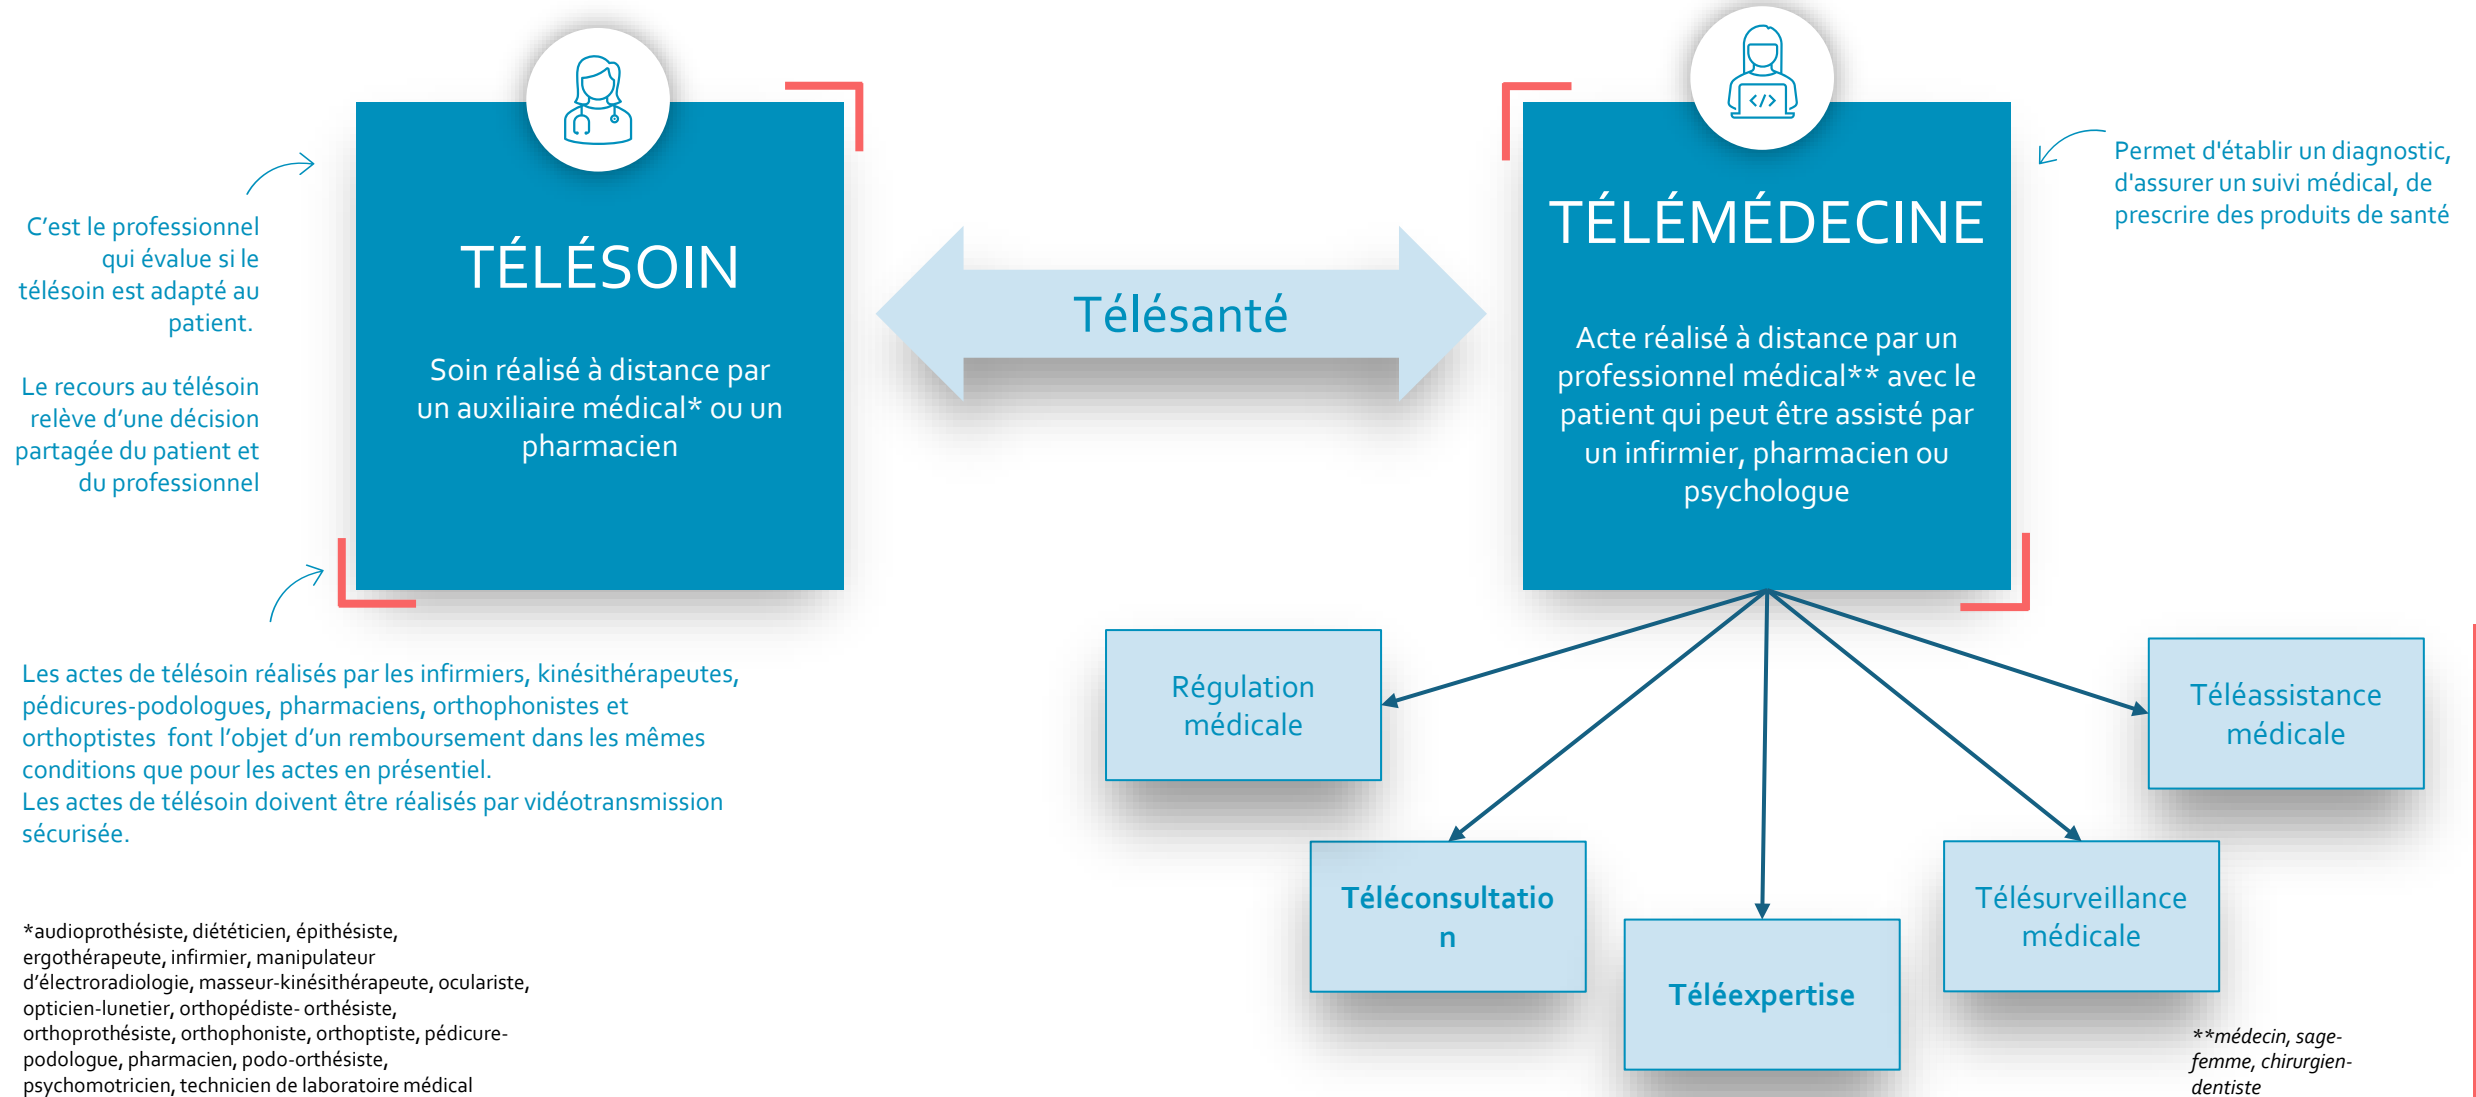 C'est le professionnel
qui évalue si le
télésoin est adapté au
patient.
Le recours au télésoin
relève d'une décision
partagée du patient et
du professionnel
TÉLÉSOIN
Soin réalisé à distance par
un auxiliaire médical* ou un
pharmacien
Télésanté
</>
TÉLÉMÉDECINE
Acte réalisé à distance par un
professionnel médical** avec le
patient qui peut être assisté par
un infirmier, pharmacien ou
psychologue
Permet d'établir un diagnostic,
d'assurer un suivi médical, de
prescrire des produits de santé
Les actes de télésoin réalisés par les infirmiers, kinésithérapeutes,
pédicures-podologues, pharmaciens, orthophonistes et
orthoptistes  font l'objet d'un remboursement dans les mêmes
conditions que pour les actes en présentiel.
Les actes de télésoin doivent être réalisés par vidéotransmission
sécurisée.
Régulation
médicale
Téléconsultatio
n
Téléexpertise
Télésurveillance
médicale
Téléassistance
médicale
*audioprothésiste, diététicien, épithésiste,
ergothérapeute, infirmier, manipulateur
d'électroradiologie, masseur-kinésithérapeute, oculariste,
opticien-lunetier, orthopédiste- orthésiste,
orthoprothésiste, orthophoniste, orthoptiste, pédicure-
podologue, pharmacien, podo-orthésiste,
psychomotricien, technicien de laboratoire médical
**médecin, sage-
femme, chirurgien-
dentiste